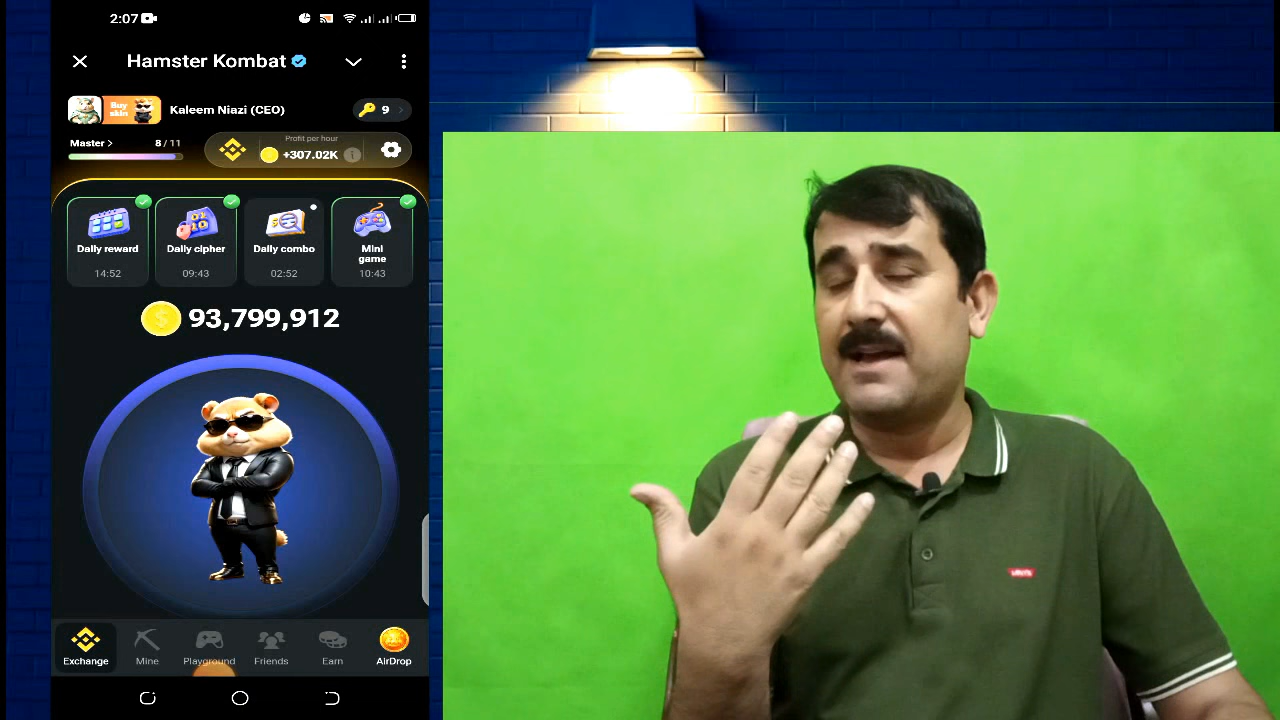 2:07
Hamster Kombat
Buy skin
Kaleem Niazi (CEO)
9
Master >
8 / 11
Profit per hour
+307.02K
Daily reward
14:52
Daily cipher
09:43
Daily combo
02:52
Mini game
10:43
93,799,912
Exchange
Mine
Playground
Friends
Earn
AirDrop